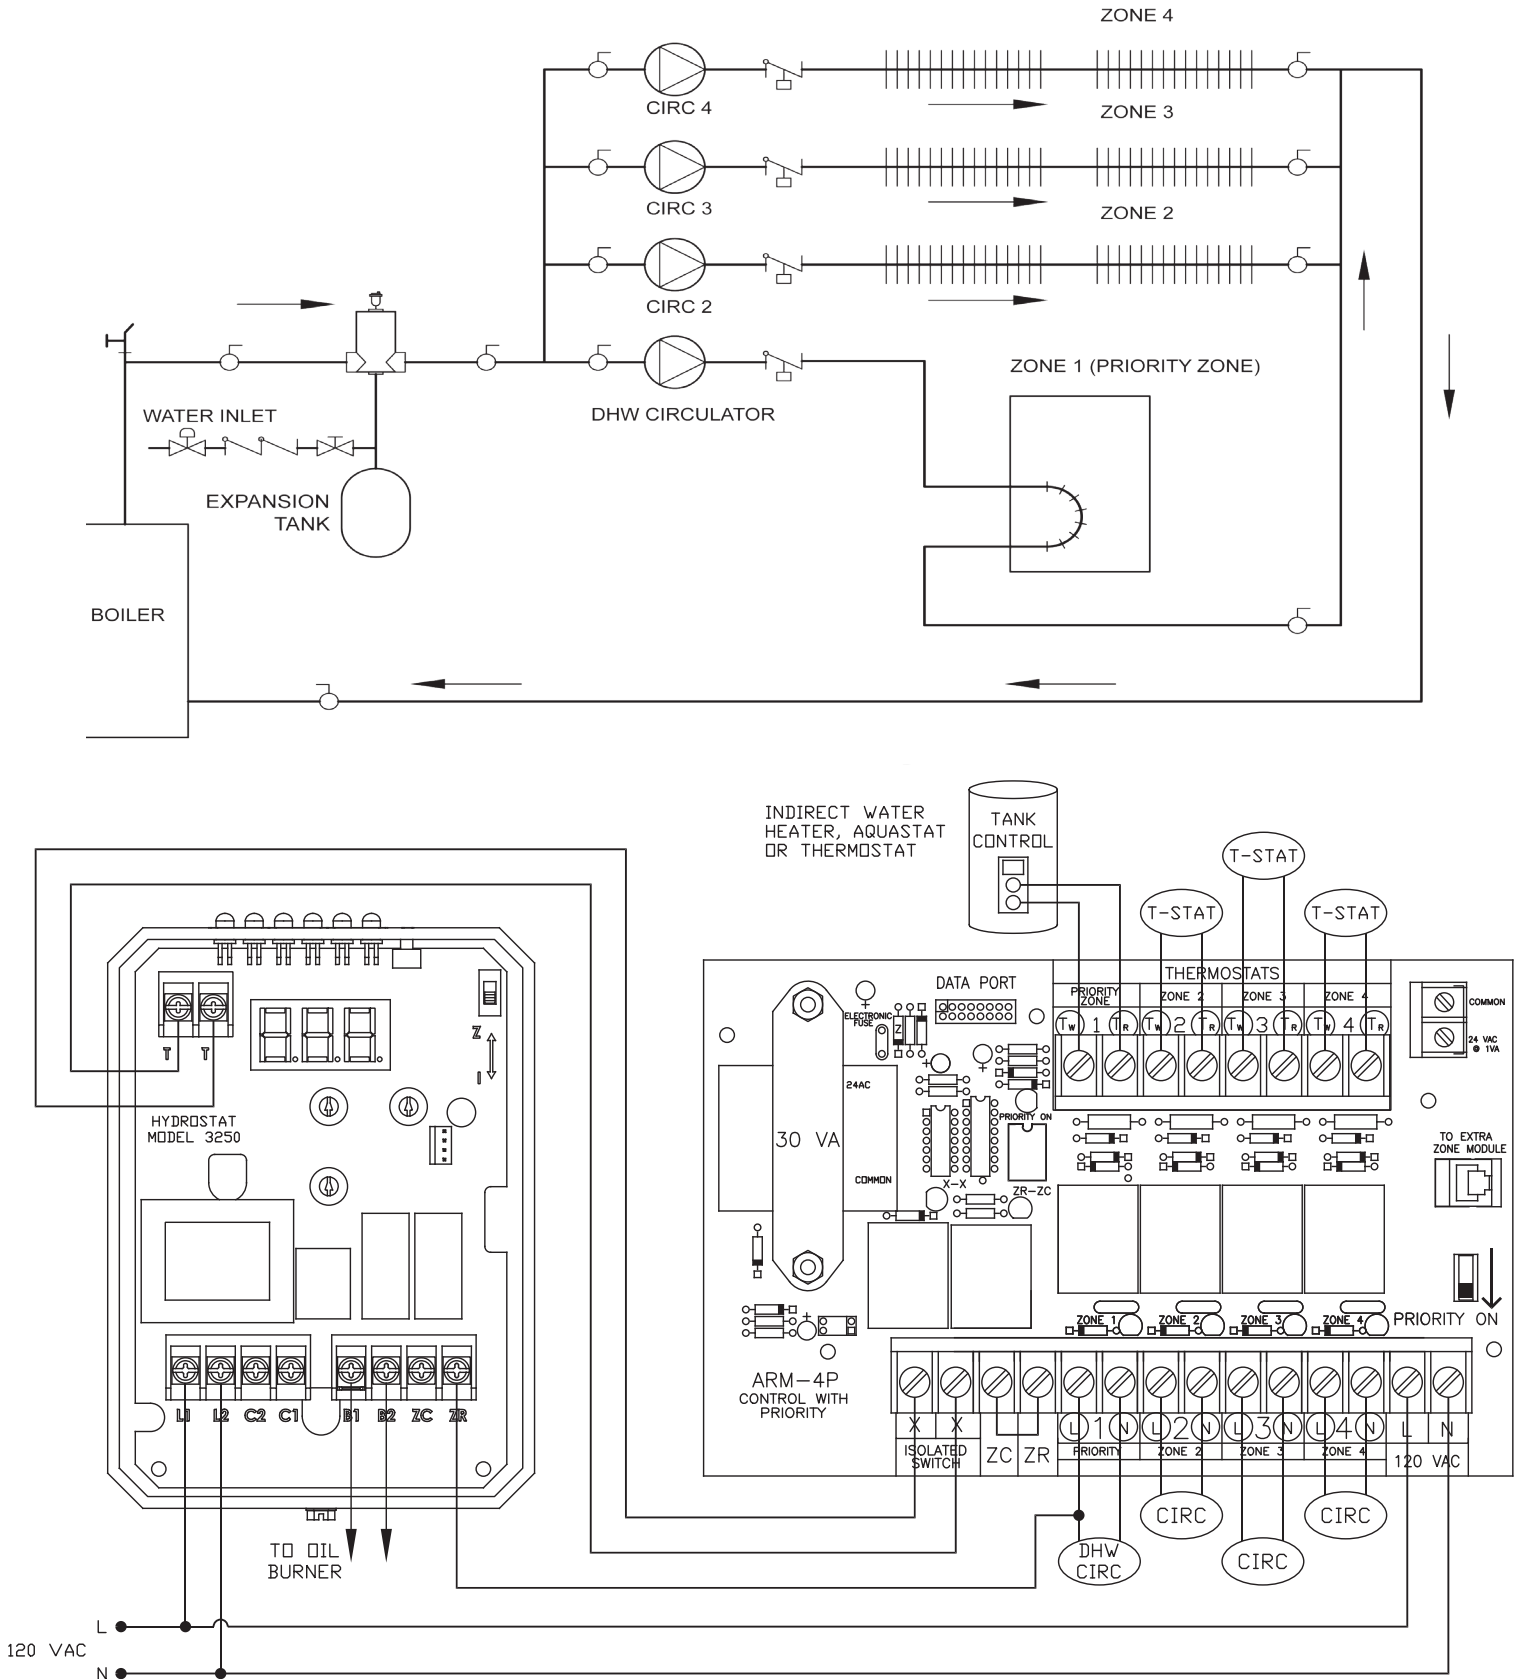 ZONE 4
CIRC 4
ZONE 3
CIRC 3
ZONE 2
CIRC 2
ZONE 1 (PRIORITY ZONE)
DHW CIRCULATOR
WATER INLET
EXPANSION
TANK
BOILER
INDIRECT WATER
HEATER, AQUASTAT
OR THERMOSTAT
TANK
CONTROL
T-STAT
T-STAT
T-STAT
DATA PORT
THERMOSTATS
PRIORITY
ZONE
ZONE 2
ZONE 3
ZONE 4
TW 1 TR TW 2 TR TW 3 TR TW 4 TR
COMMON
24 VAC
@ 1VA
ELECTRONIC
FUSE
Z
+
+
+
+
24AC
PRIORITY ON
30 VA
COMMON
X-X
ZR-ZC
TO EXTRA
ZONE MODULE
8.8.8.
Z
I
T T
HYDROSTAT
MODEL 3250
ZONE 1
ZONE 2
ZONE 3
ZONE 4
PRIORITY ON
ARM-4P
CONTROL WITH
PRIORITY
L1 L2 C2 C1 B1 B2 ZC ZR
X X
ISOLATED
SWITCH
ZC ZR
L 1 N L 2 N L 3 N L 4 N L N
PRIORITY ZONE 2 ZONE 3 ZONE 4 120 VAC
TO OIL
BURNER
DHW
CIRC
CIRC
CIRC
CIRC
L
120 VAC
N